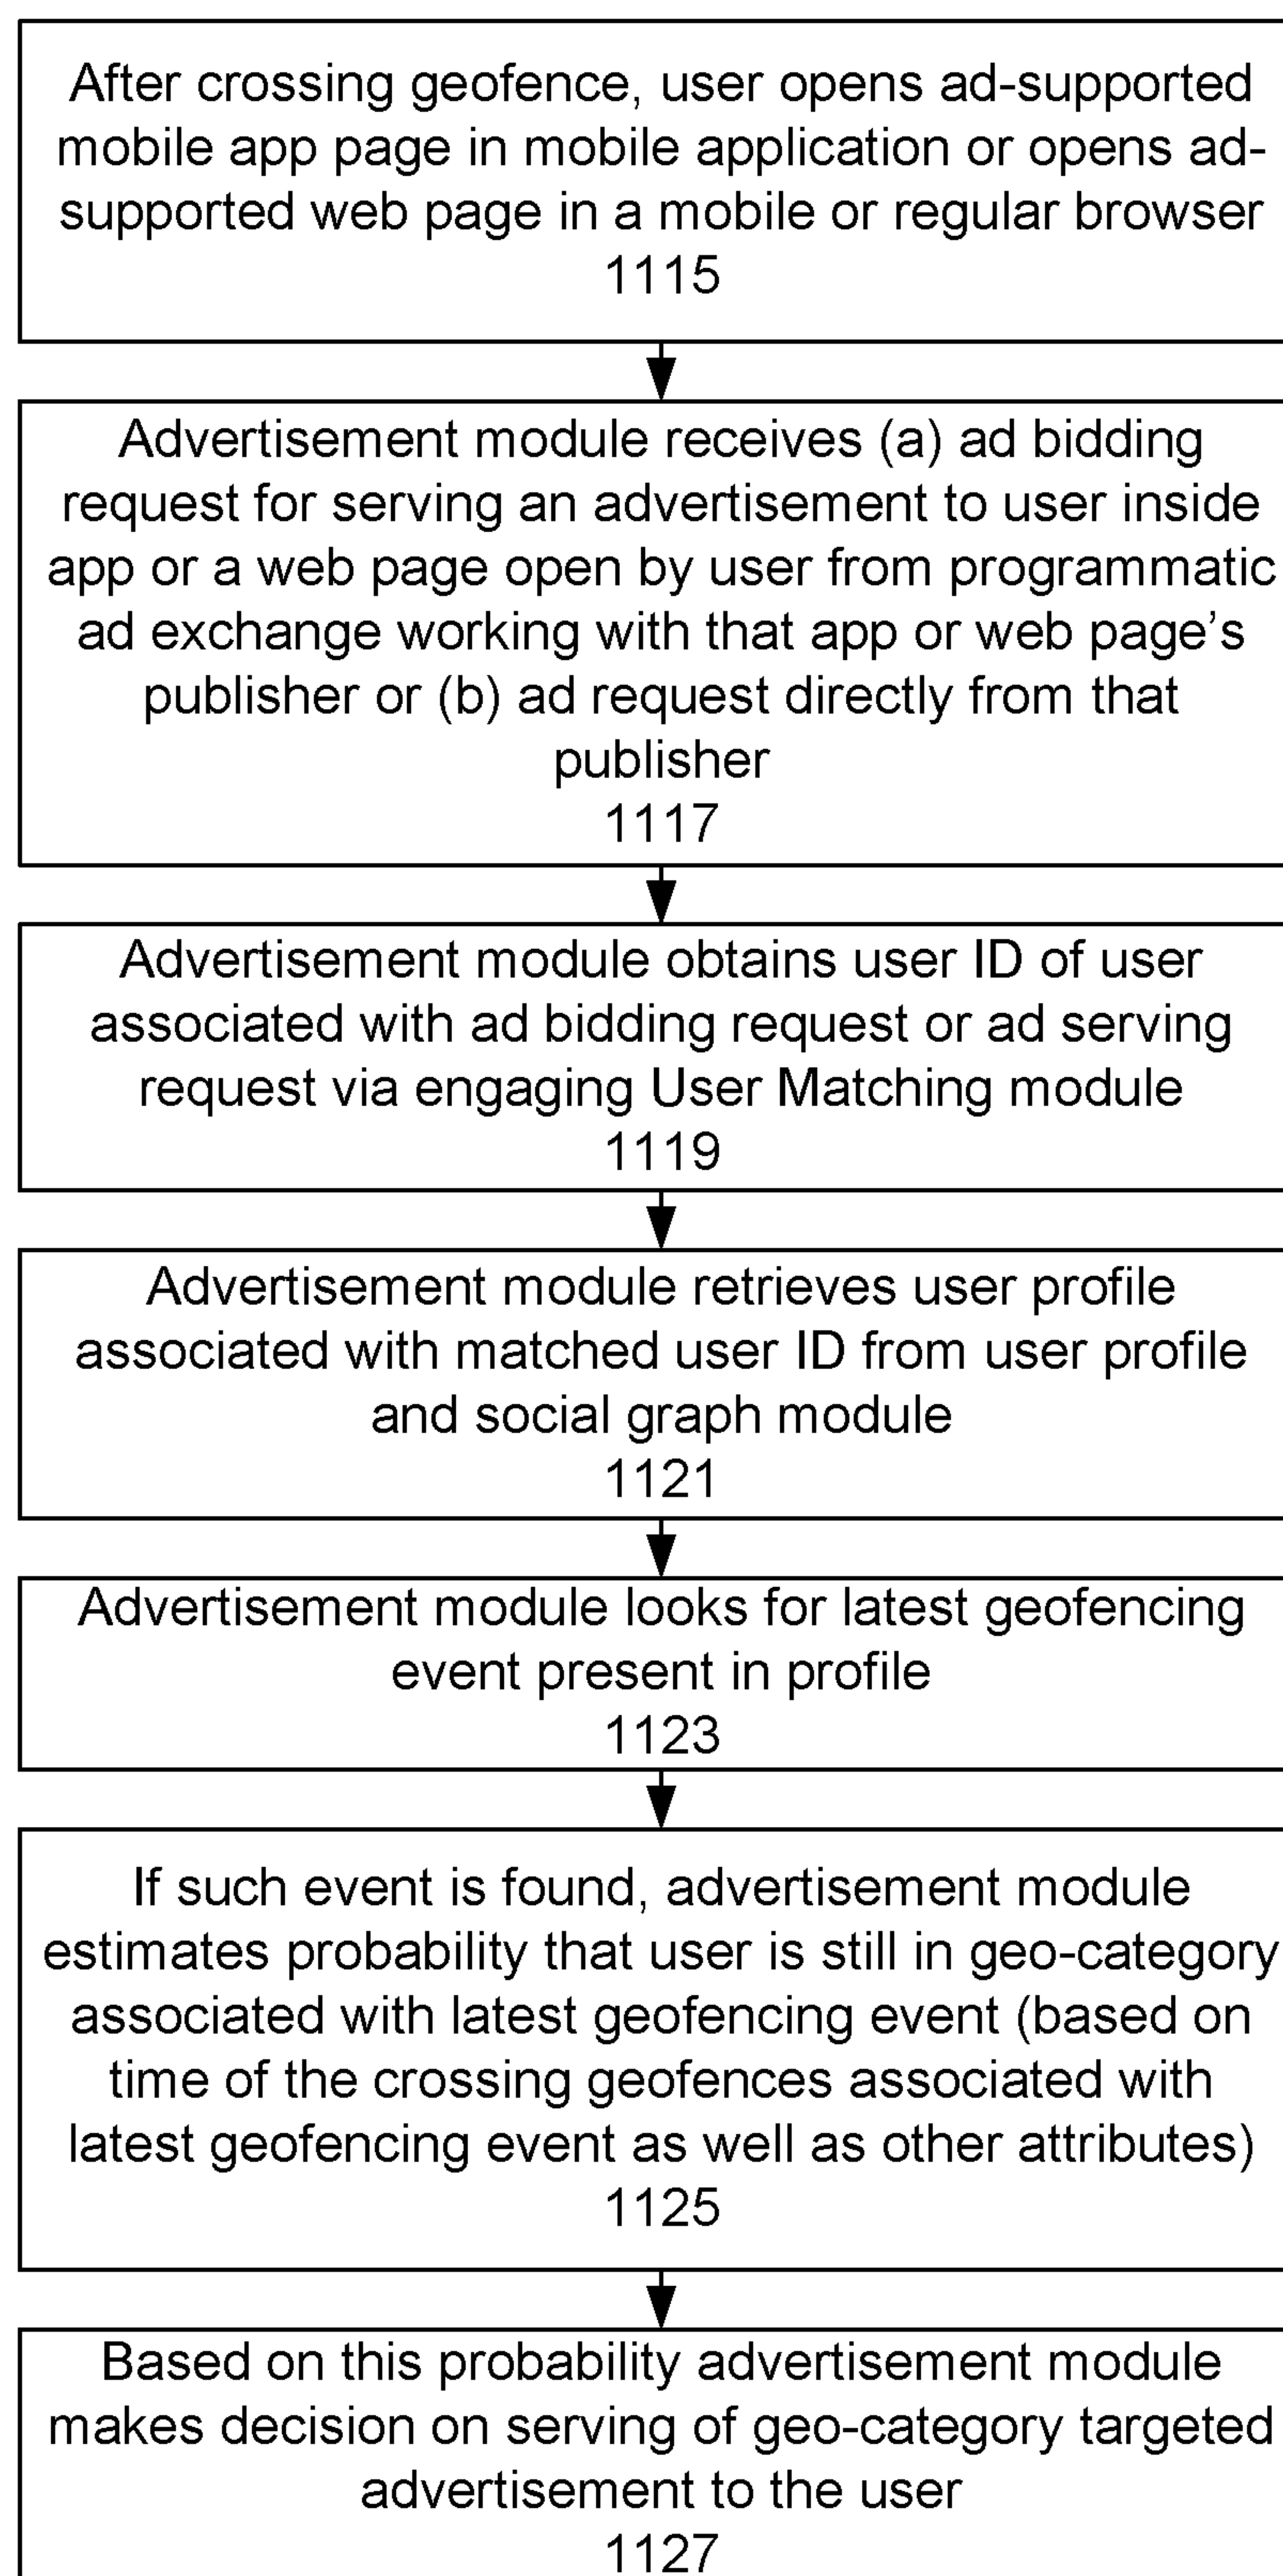 After crossing geofence, user opens ad-supported
mobile app page in mobile application or opens ad-
supported web page in a mobile or regular browser
1115
Advertisement module receives (a) ad bidding
request for serving an advertisement to user inside
app or a web page open by user from programmatic
ad exchange working with that app or web page's
publisher or (b) ad request directly from that
publisher
1117
Advertisement module obtains user ID of user
associated with ad bidding request or ad serving
request via engaging User Matching module
1119
Advertisement module retrieves user profile
associated with matched user ID from user profile
and social graph module
1121
Advertisement module looks for latest geofencing
event present in profile
1123
If such event is found, advertisement module
estimates probability that user is still in geo-category
associated with latest geofencing event (based on
time of the crossing geofences associated with
latest geofencing event as well as other attributes)
1125
Based on this probability advertisement module
makes decision on serving of geo-category targeted
advertisement to the user
1127